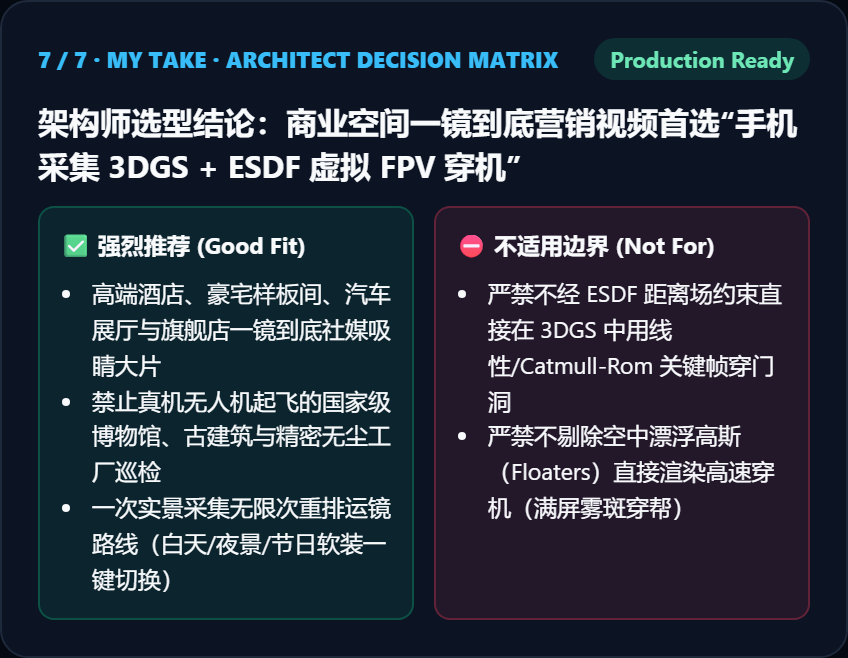 7 / 7 · MY TAKE · ARCHITECT DECISION MATRIX
Production Ready
架构师选型结论：商业空间一镜到底营销视频首选“手机
采集 3DGS + ESDF 虚拟 FPV 穿机”
✅ 强烈推荐 (Good Fit)
• 高端酒店、豪宅样板间、汽车
展厅与旗舰店一镜到底社媒吸
睛大片
• 禁止真机无人机起飞的国家级
博物馆、古建筑与精密无尘工
厂巡检
• 一次实景采集无限次重排运镜
路线（白天/夜景/节日软装一
键切换）
⛔ 不适用边界 (Not For)
• 严禁不经 ESDF 距离场约束直
接在 3DGS 中用线
性/Catmull-Rom 关键帧穿门
洞
• 严禁不剔除空中漂浮高斯
（Floaters）直接渲染高速穿
机（满屏雾斑穿帮）